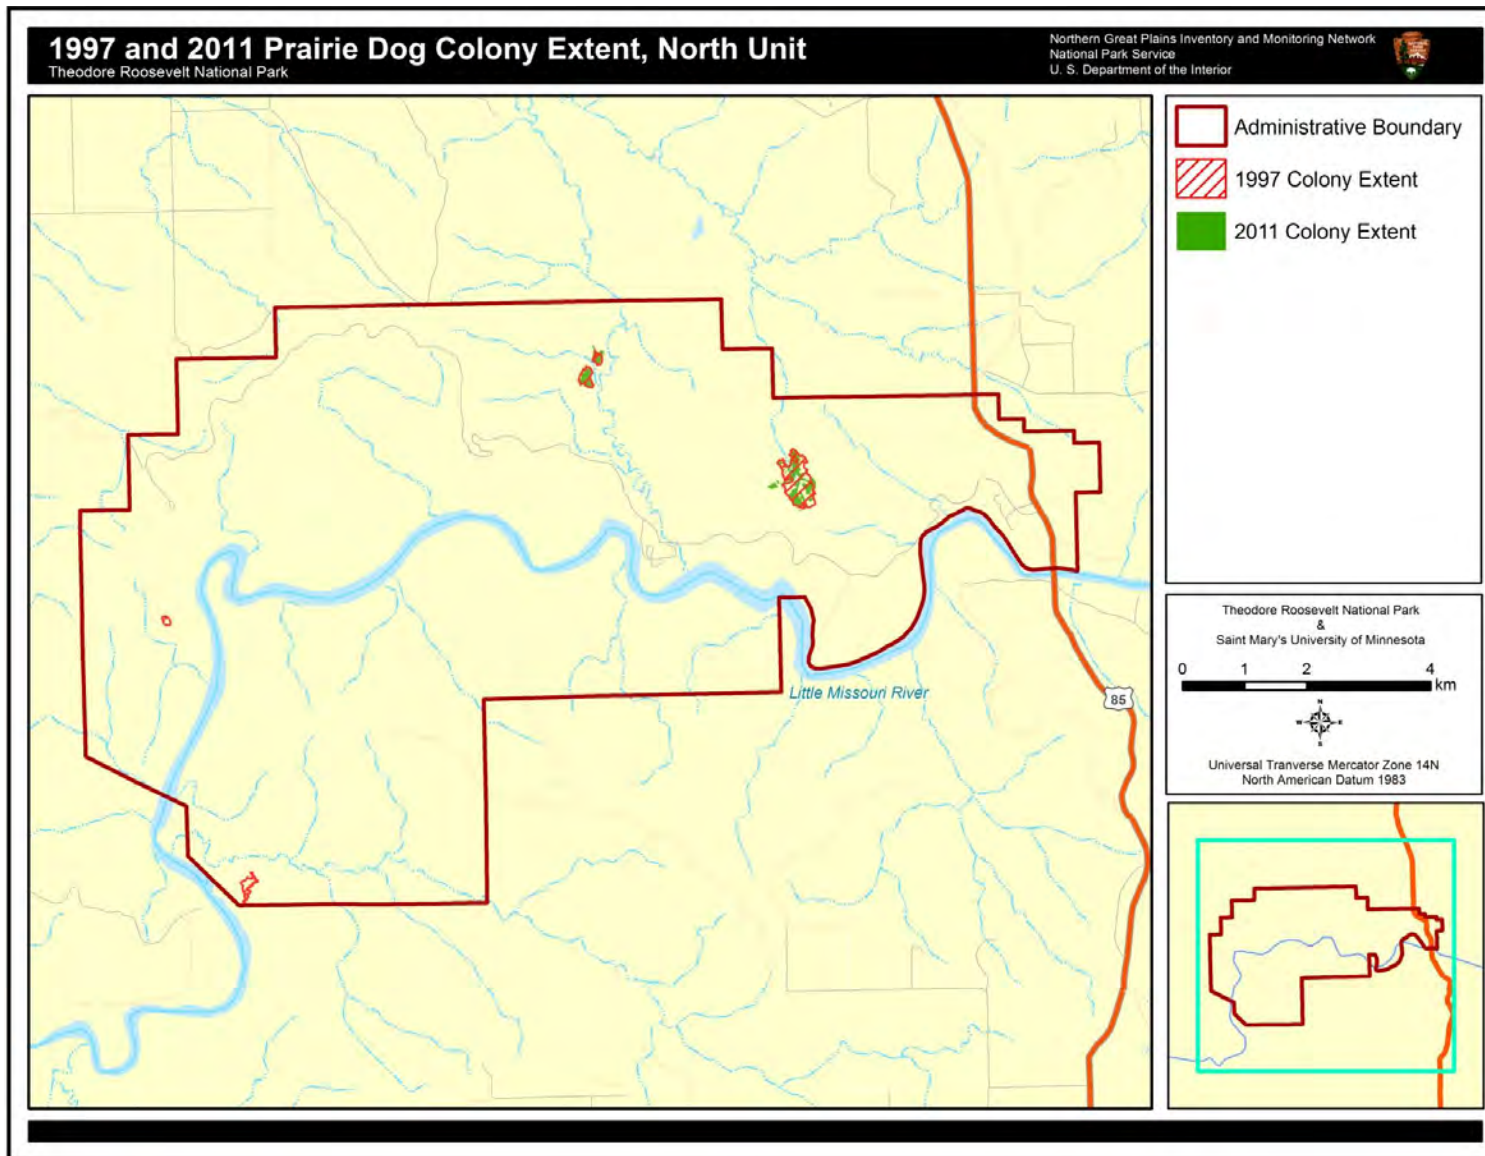 1997 and 2011 Prairie Dog Colony Extent, North Unit
Theodore Roosevelt National Park
Northern Great Plains Inventory and Monitoring Network
National Park Service
U. S. Department of the Interior
Administrative Boundary
1997 Colony Extent
2011 Colony Extent
Little Missouri River
85
Theodore Roosevelt National Park
&
Saint Mary's University of Minnesota
0 1 2 4
km
N
W E
S
Universal Tranverse Mercator Zone 14N
North American Datum 1983